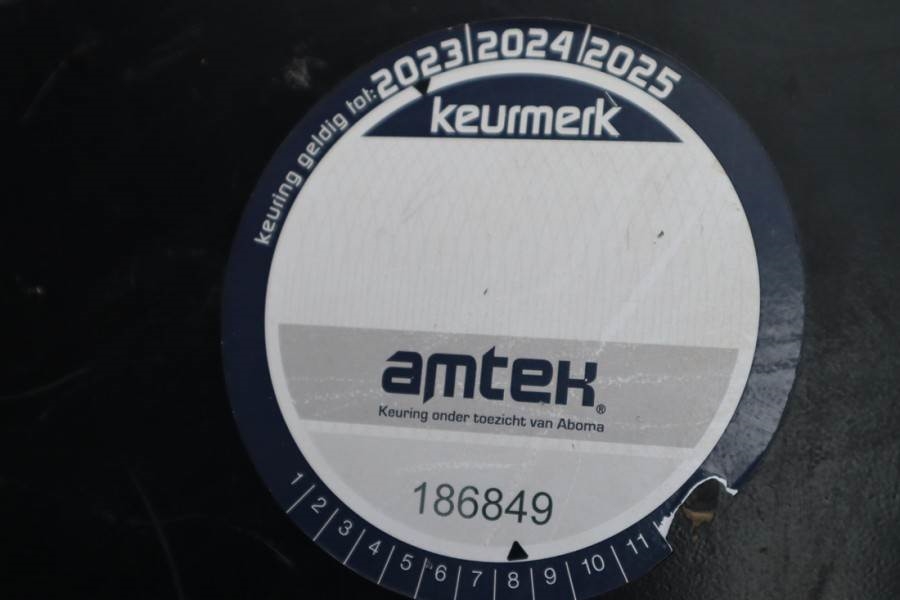 keuring geldig tot: 2023 2024 2025
keurmerk
amtek®
Keuring onder toezicht van Aboma
186849
1 2 3 4 5 6 7 8 9 10 11